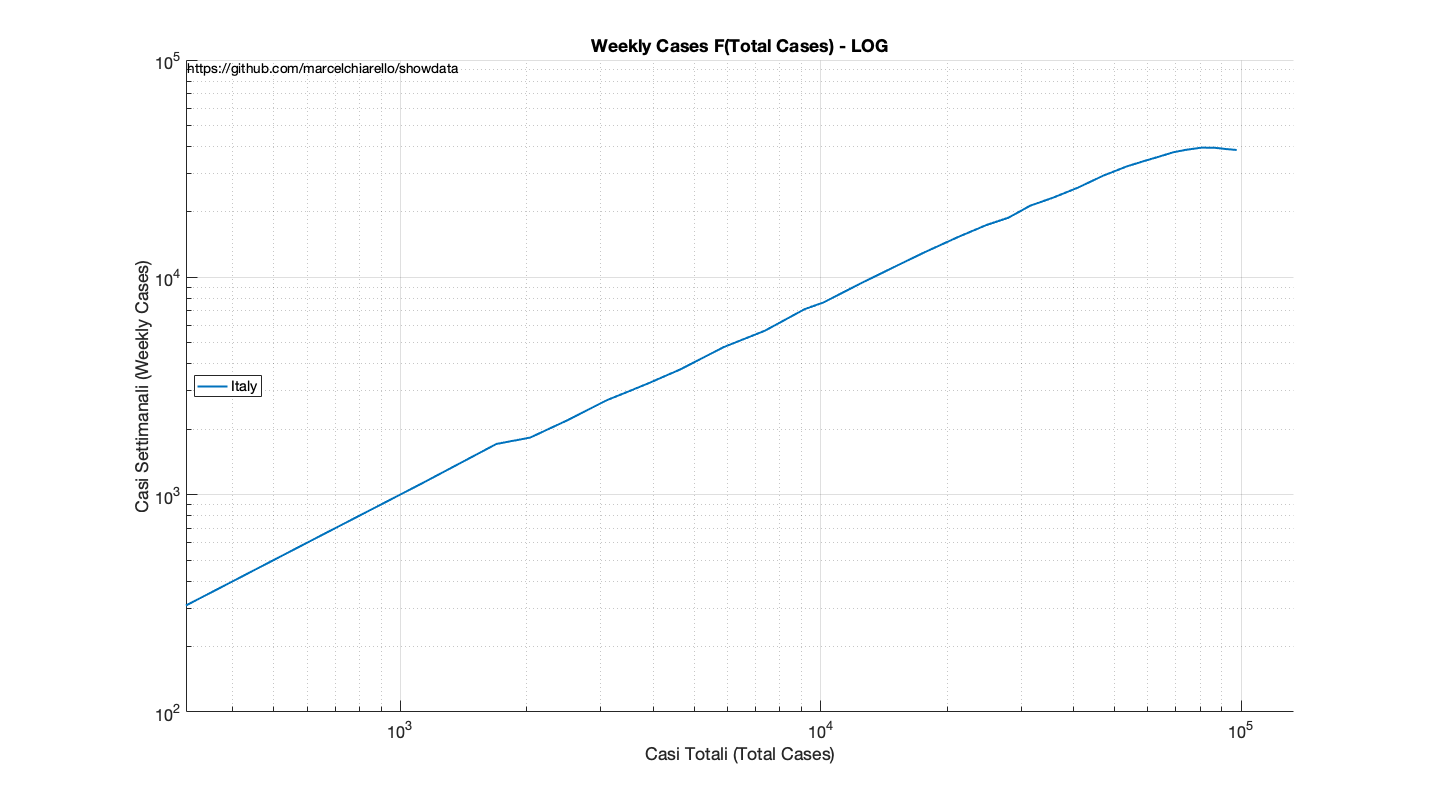 Weekly Cases F(Total Cases) - LOG
https://github.com/marcelchiarello/showdata
10^5
10^4
10^3
10^2
Casi Settimanali (Weekly Cases)
Italy
10^3
10^4
10^5
Casi Totali (Total Cases)